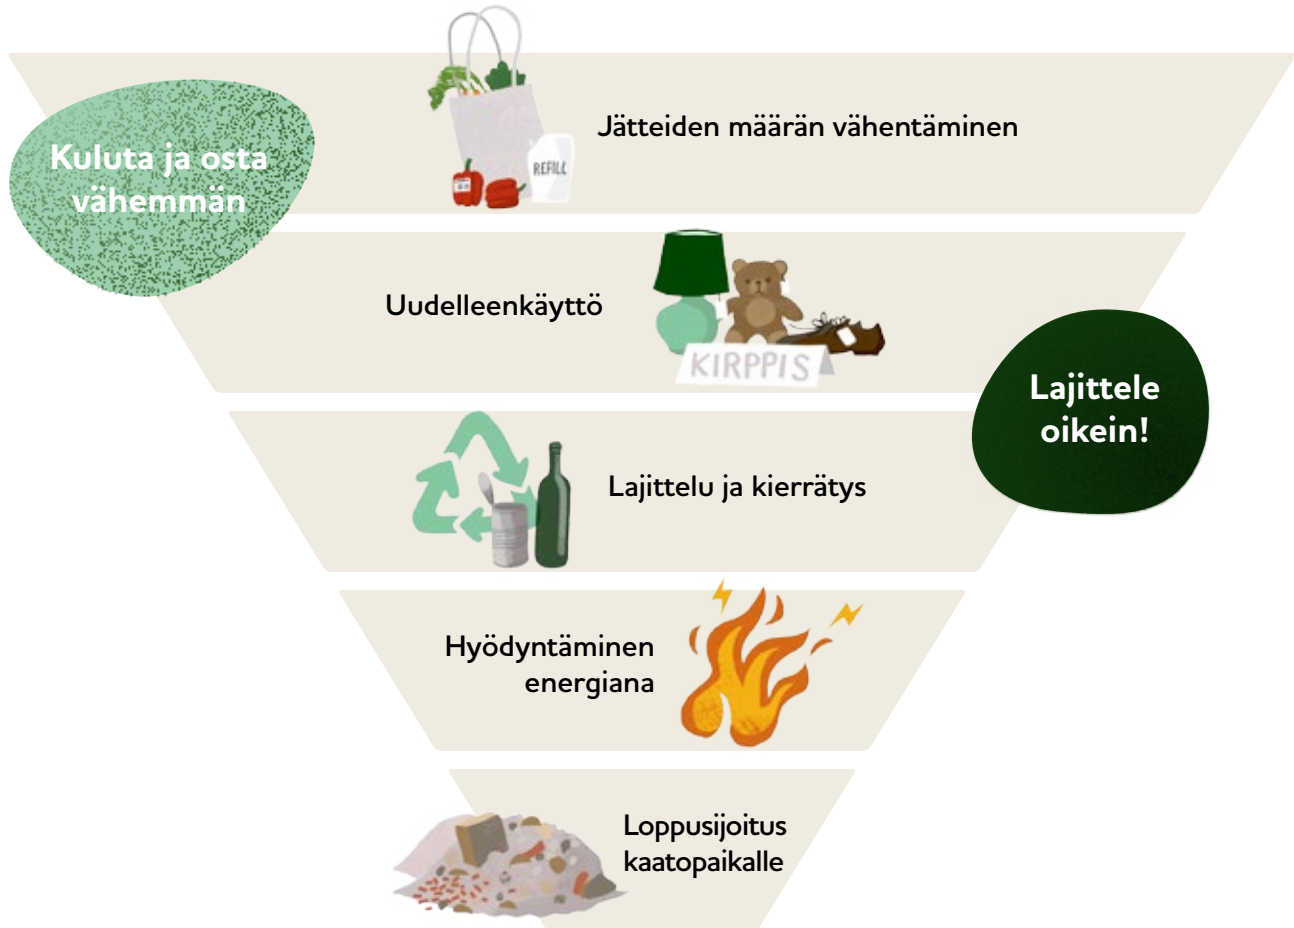 Kuluta ja osta
vähemmän
Jätteiden määrän vähentäminen
REFILL
Uudelleenkäyttö
KIRPPIS
Lajittele
oikein!
Lajittelu ja kierrätys
Hyödyntäminen
energiana
Loppusijoitus
kaatopaikalle